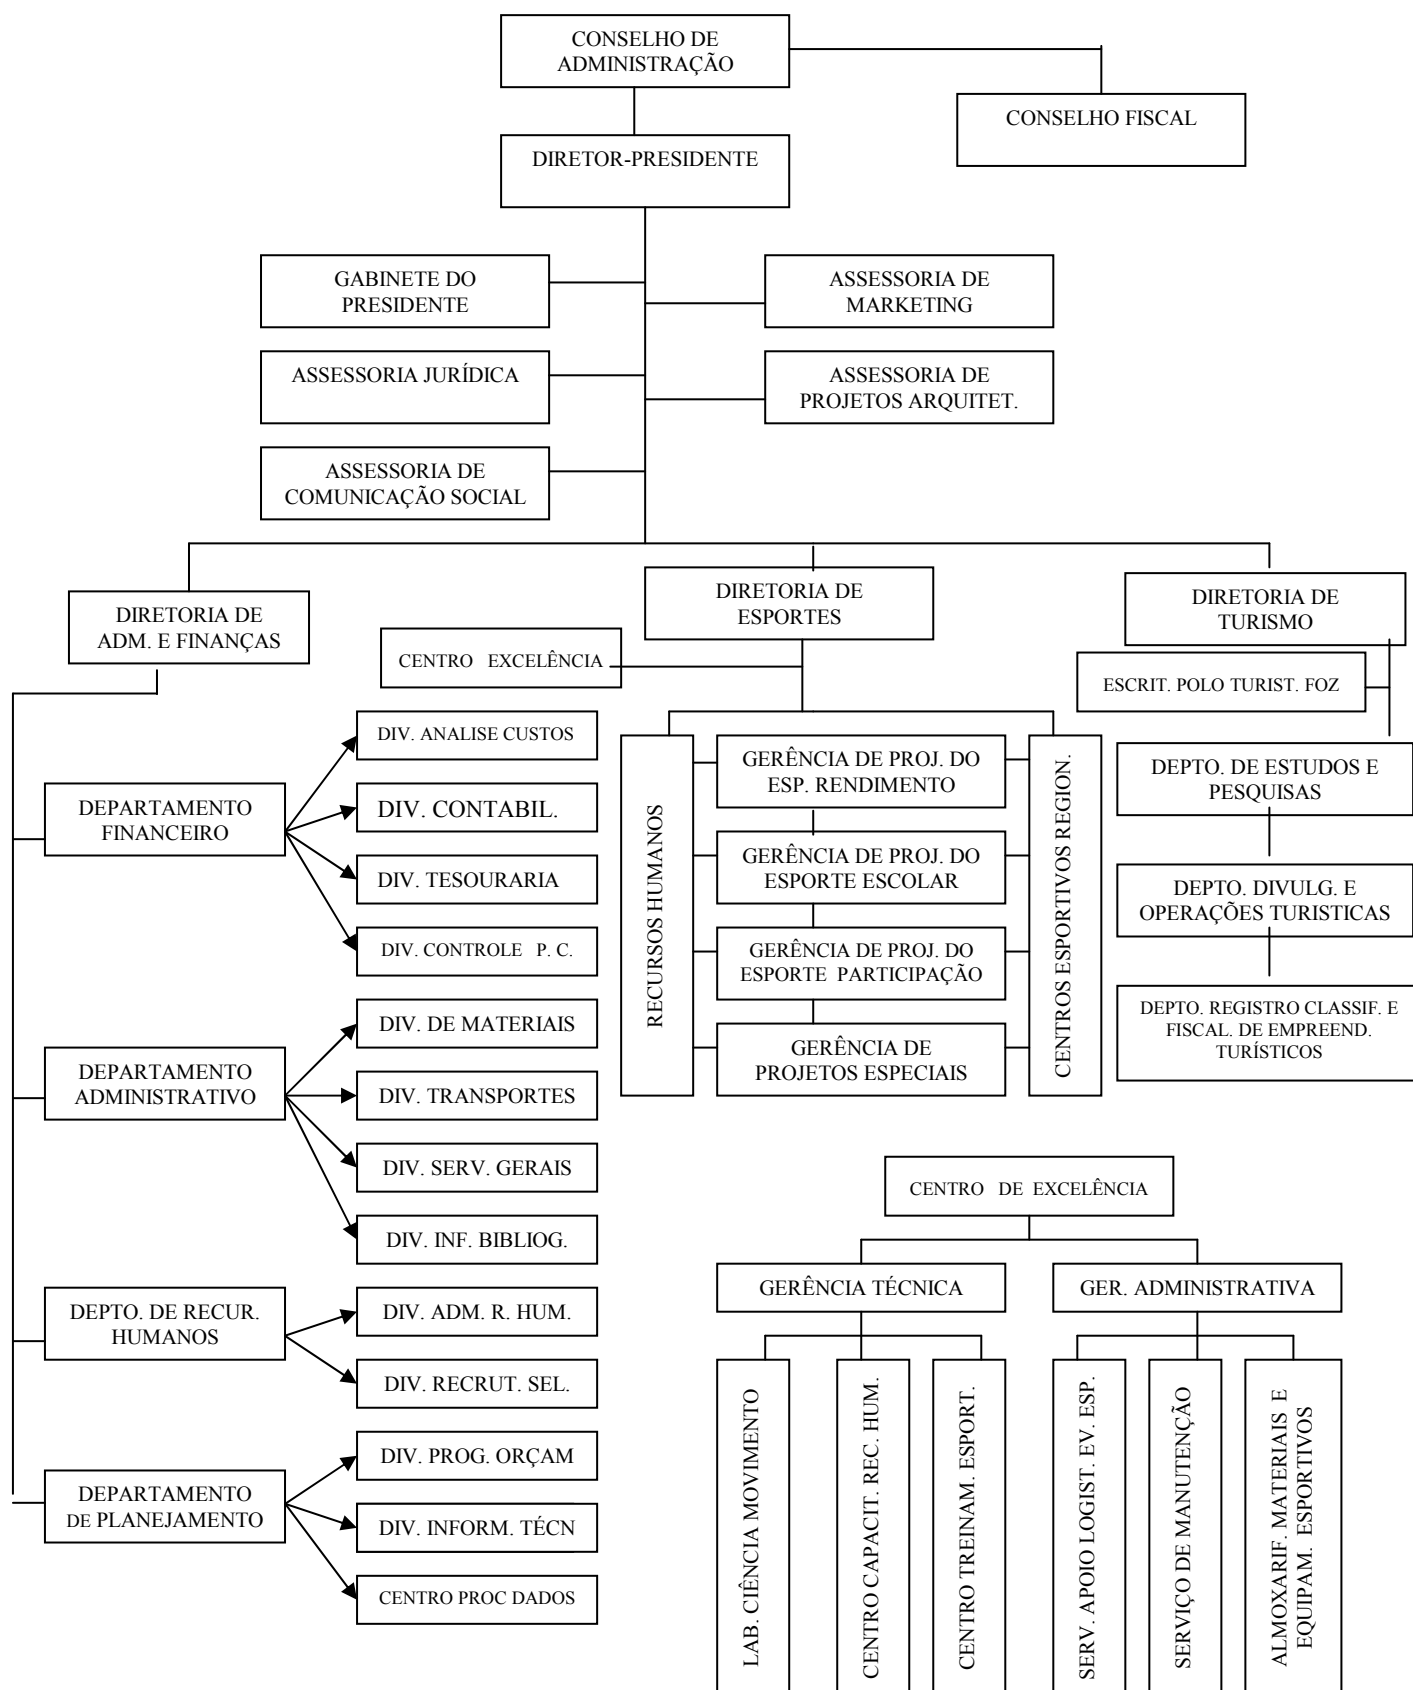 CONSELHO DE
ADMINISTRAÇÃO
CONSELHO FISCAL
DIRETOR-PRESIDENTE
GABINETE DO
PRESIDENTE
ASSESSORIA DE
MARKETING
ASSESSORIA JURÍDICA
ASSESSORIA DE
PROJETOS ARQUITET.
ASSESSORIA DE
COMUNICAÇÃO SOCIAL
DIRETORIA DE
ADM. E FINANÇAS
DIRETORIA DE
ESPORTES
DIRETORIA DE
TURISMO
CENTRO EXCELÊNCIA
ESCRIT. POLO TURIST. FOZ
DEPARTAMENTO
FINANCEIRO
DIV. ANALISE CUSTOS
DIV. CONTABIL.
DIV. TESOURARIA
DIV. CONTROLE P. C.
DEPARTAMENTO
ADMINISTRATIVO
DIV. DE MATERIAIS
DIV. TRANSPORTES
DIV. SERV. GERAIS
DIV. INF. BIBLIOG.
DEPTO. DE RECUR.
HUMANOS
DIV. ADM. R. HUM.
DIV. RECRUT. SEL.
DEPARTAMENTO
DE PLANEJAMENTO
DIV. PROG. ORÇAM
DIV. INFORM. TÉCN
CENTRO PROC DADOS
RECURSOS HUMANOS
GERÊNCIA DE PROJ. DO
ESP. RENDIMENTO
GERÊNCIA DE PROJ. DO
ESPORTE ESCOLAR
GERÊNCIA DE PROJ. DO
ESPORTE PARTICIPAÇÃO
GERÊNCIA DE
PROJETOS ESPECIAIS
CENTROS ESPORTIVOS REGION.
DEPTO. DE ESTUDOS E
PESQUISAS
DEPTO. DIVULG. E
OPERAÇÕES TURISTICAS
DEPTO. REGISTRO CLASSIF. E
FISCAL. DE EMPREEND.
TURÍSTICOS
CENTRO DE EXCELÊNCIA
GERÊNCIA TÉCNICA
GER. ADMINISTRATIVA
LAB. CIÊNCIA MOVIMENTO
CENTRO CAPACIT. REC. HUM.
CENTRO TREINAM. ESPORT.
SERV. APOIO LOGIST. EV. ESP.
SERVIÇO DE MANUTENÇÃO
ALMOXARIF. MATERIAIS E
EQUIPAM. ESPORTIVOS